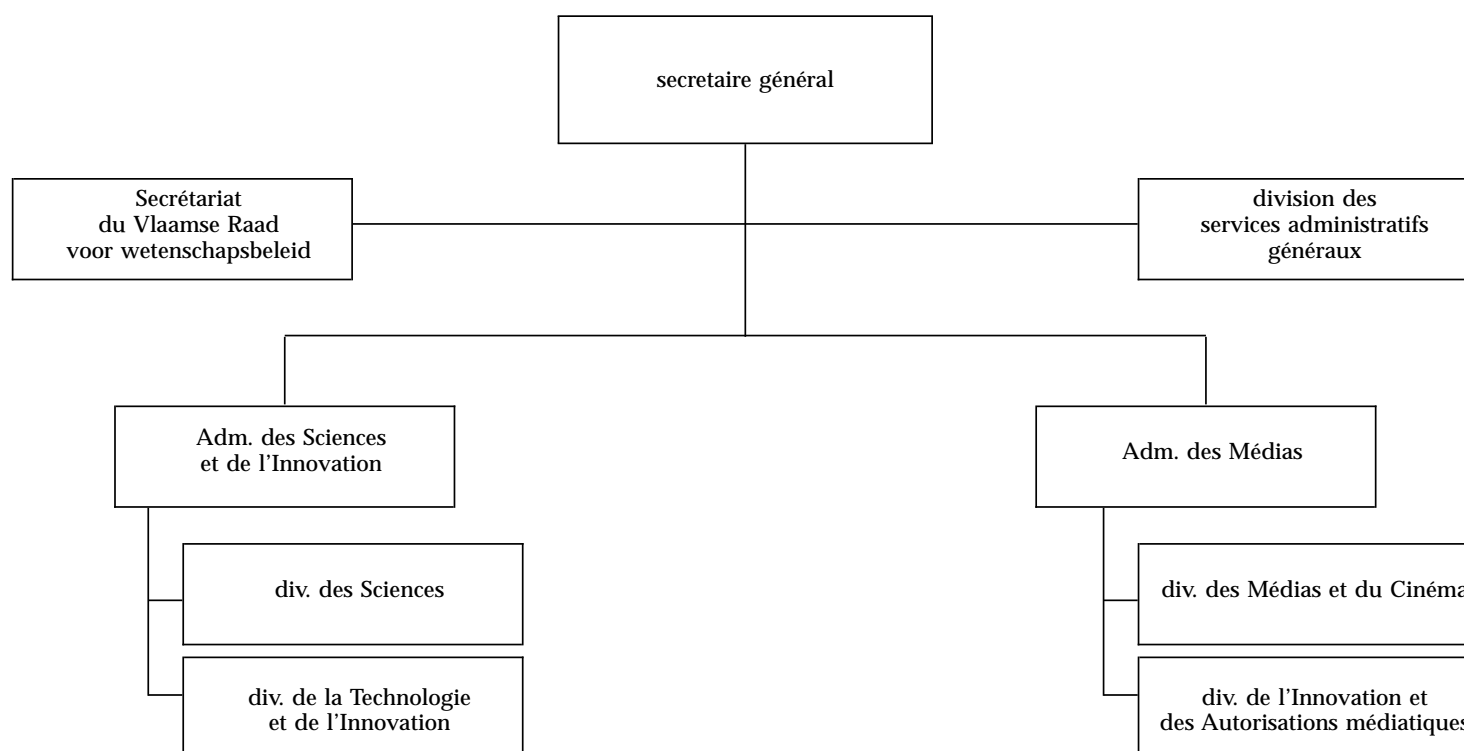 secretaire général
Secrétariat
du Vlaamse Raad
voor wetenschapsbeleid
division des
services administratifs
généraux
Adm. des Sciences
et de l'Innovation
Adm. des Médias
div. des Sciences
div. des Médias et du Cinéma
div. de la Technologie
et de l'Innovation
div. de l'Innovation et
des Autorisations médiatiques